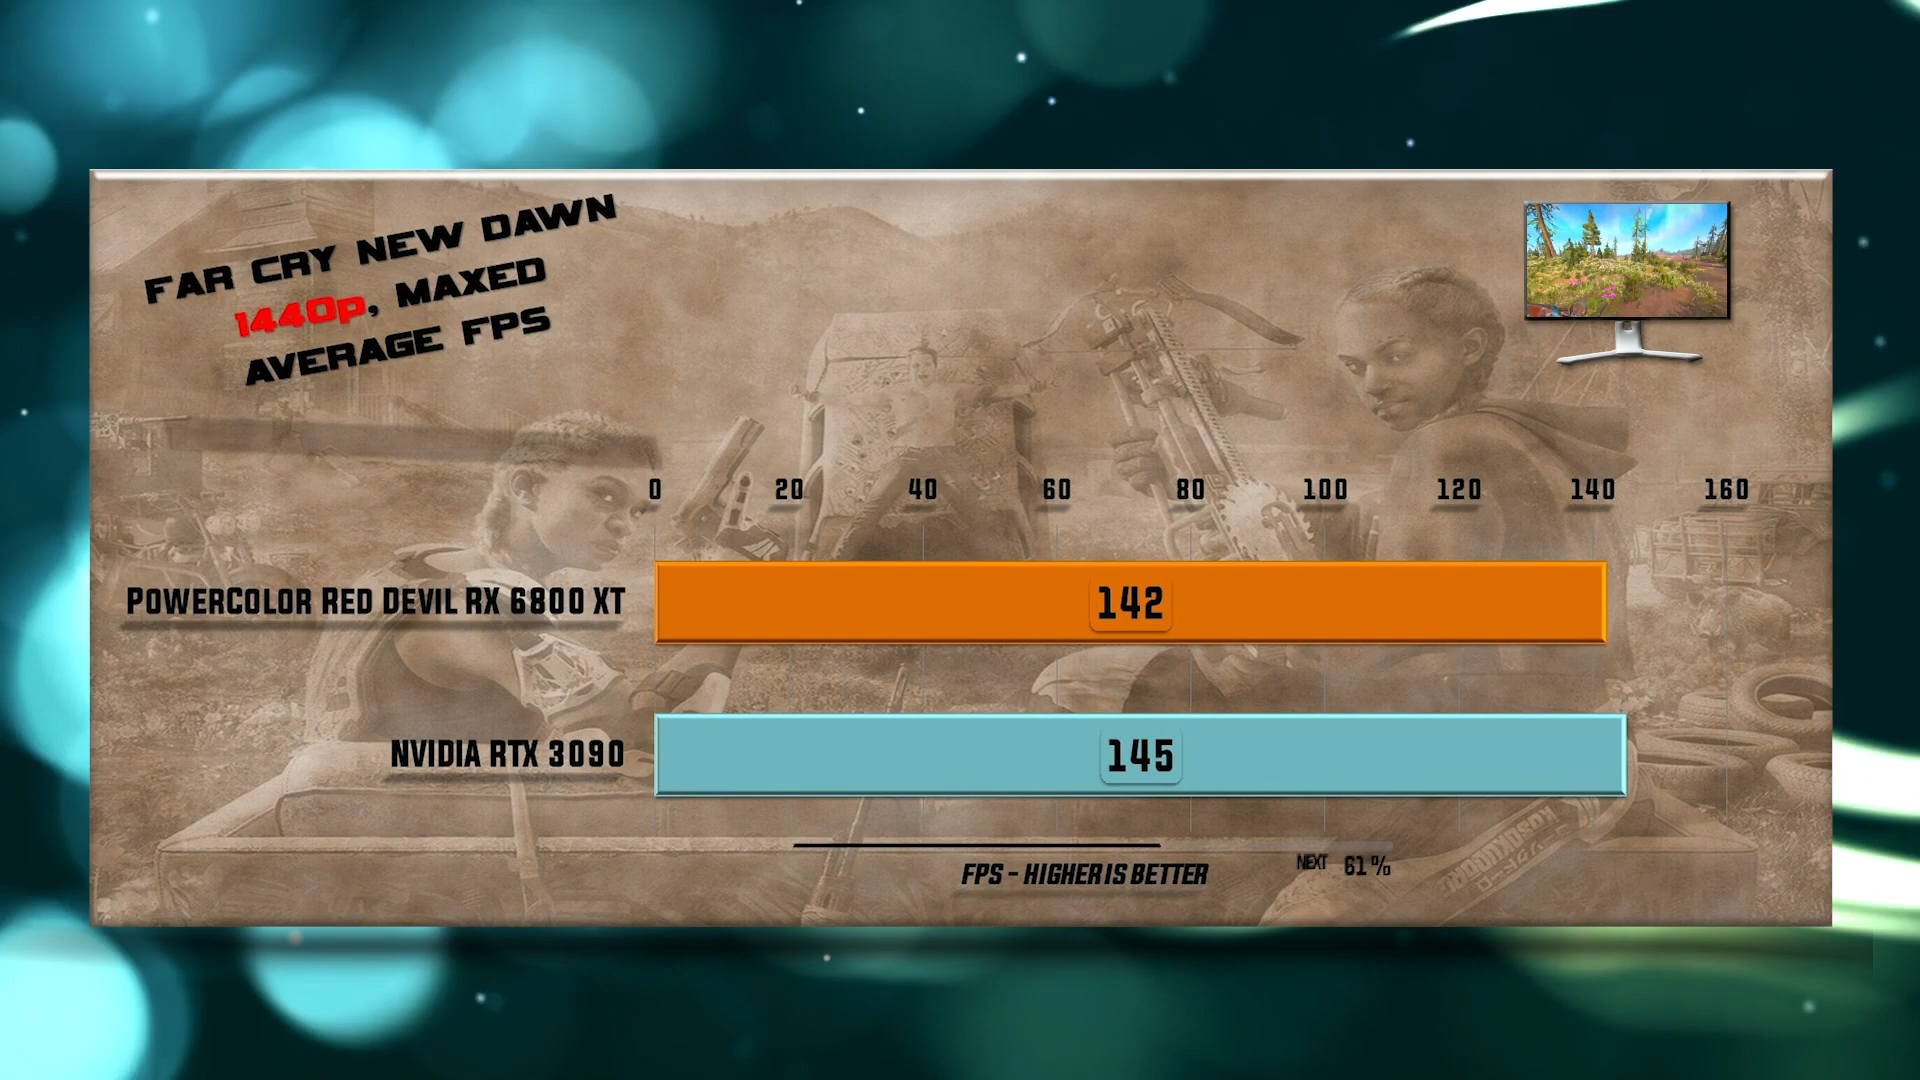 FAR CRY NEW DAWN
1440p, MAXED
AVERAGE FPS
0 20 40 60 80 100 120 140 160
POWERCOLOR RED DEVIL RX 6800 XT
142
NVIDIA RTX 3090
145
FPS - HIGHER IS BETTER
NEXT 61%